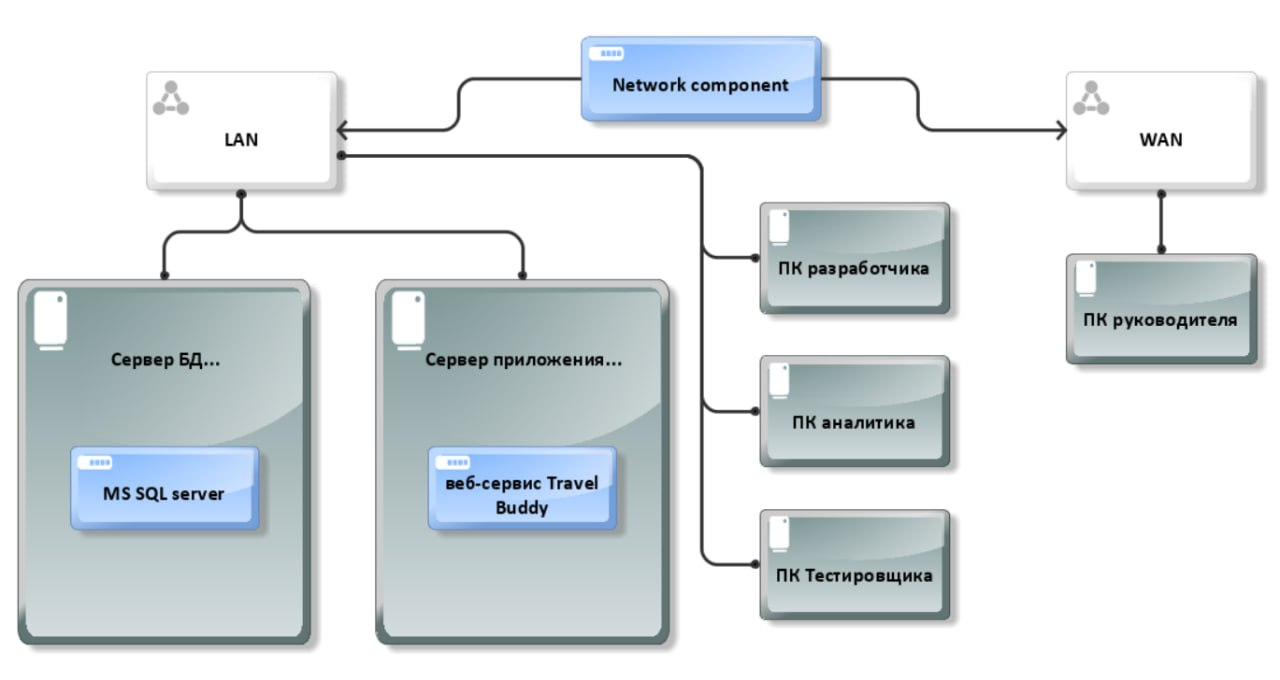 Network component
LAN
WAN
ПК разработчика
ПК руководителя
Сервер БД...
Сервер приложения...
ПК аналитика
MS SQL server
веб-сервис Travel
Buddy
ПК Тестировщика